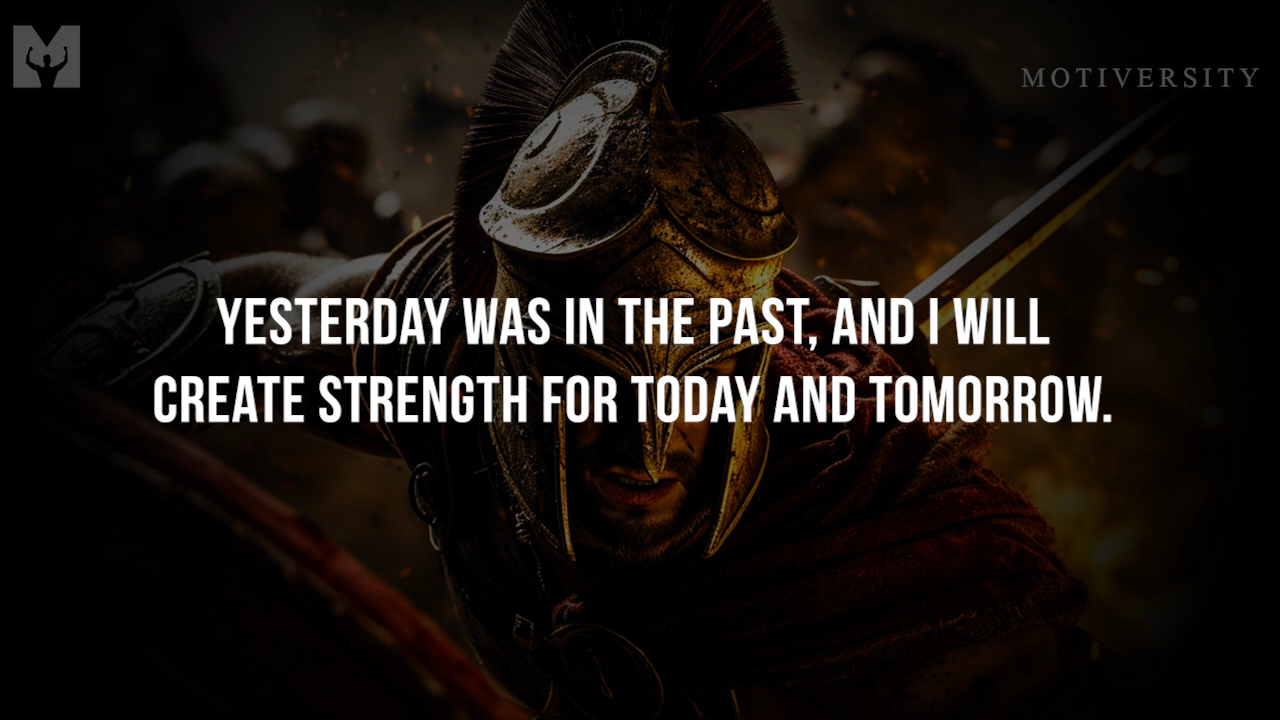 MOTIVERSITY
YESTERDAY WAS IN THE PAST, AND I WILL
CREATE STRENGTH FOR TODAY AND TOMORROW.